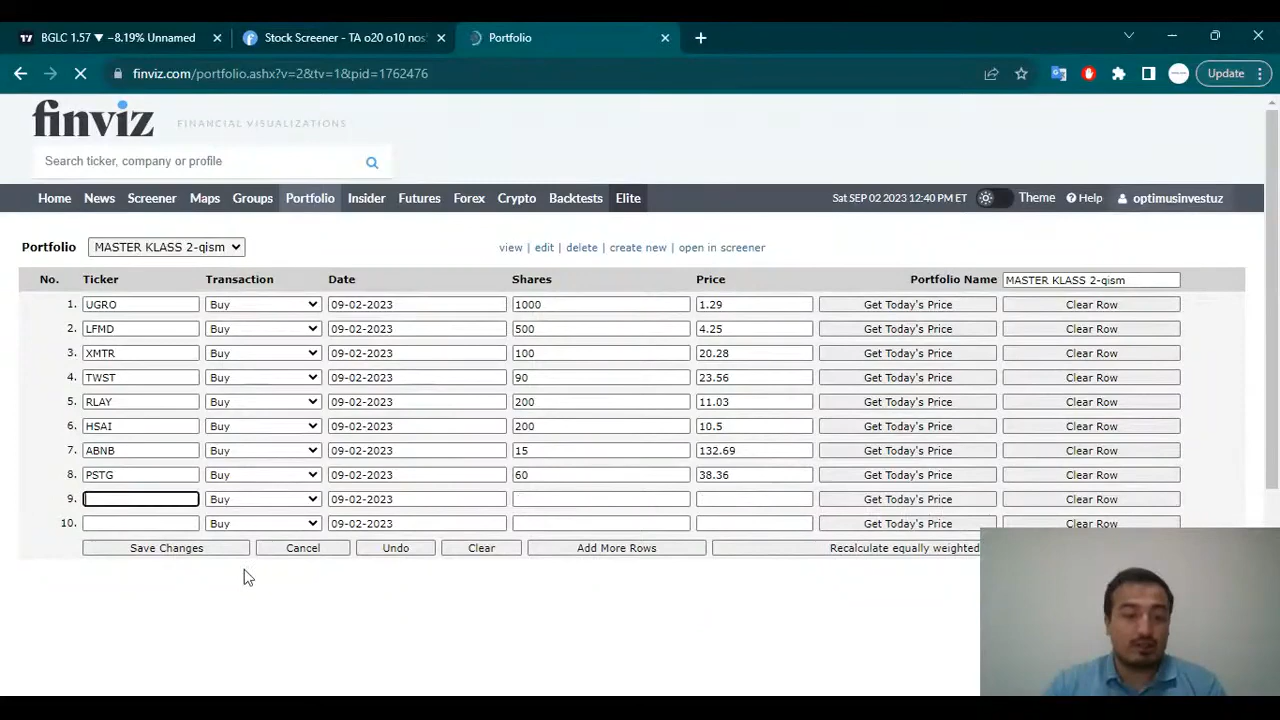 BGLC 1.57 ▼ −8.19% Unnamed
Stock Screener - TA o20 o10 nos
Portfolio
finviz.com/portfolio.ashx?v=2&tv=1&pid=1762476
Update
finviz
FINANCIAL VISUALIZATIONS
Search ticker, company or profile
Home News Screener Maps Groups Portfolio Insider Futures Forex Crypto Backtests Elite Sat SEP 02 2023 12:40 PM ET Theme Help optimusinvestuz
Portfolio MASTER KLASS 2-qism view | edit | delete | create new | open in screener
No. Ticker Transaction Date Shares Price Portfolio Name MASTER KLASS 2-qism
1. UGRO Buy 09-02-2023 1000 1.29 Get Today's Price Clear Row
2. LFMD Buy 09-02-2023 500 4.25 Get Today's Price Clear Row
3. XMTR Buy 09-02-2023 100 20.28 Get Today's Price Clear Row
4. TWST Buy 09-02-2023 90 23.56 Get Today's Price Clear Row
5. RLAY Buy 09-02-2023 200 11.03 Get Today's Price Clear Row
6. HSAI Buy 09-02-2023 200 10.5 Get Today's Price Clear Row
7. ABNB Buy 09-02-2023 15 132.69 Get Today's Price Clear Row
8. PSTG Buy 09-02-2023 60 38.36 Get Today's Price Clear Row
9. Buy 09-02-2023 Get Today's Price Clear Row
10. Buy 09-02-2023 Get Today's Price Clear Row
Save Changes Cancel Undo Clear Add More Rows Recalculate equally weighted